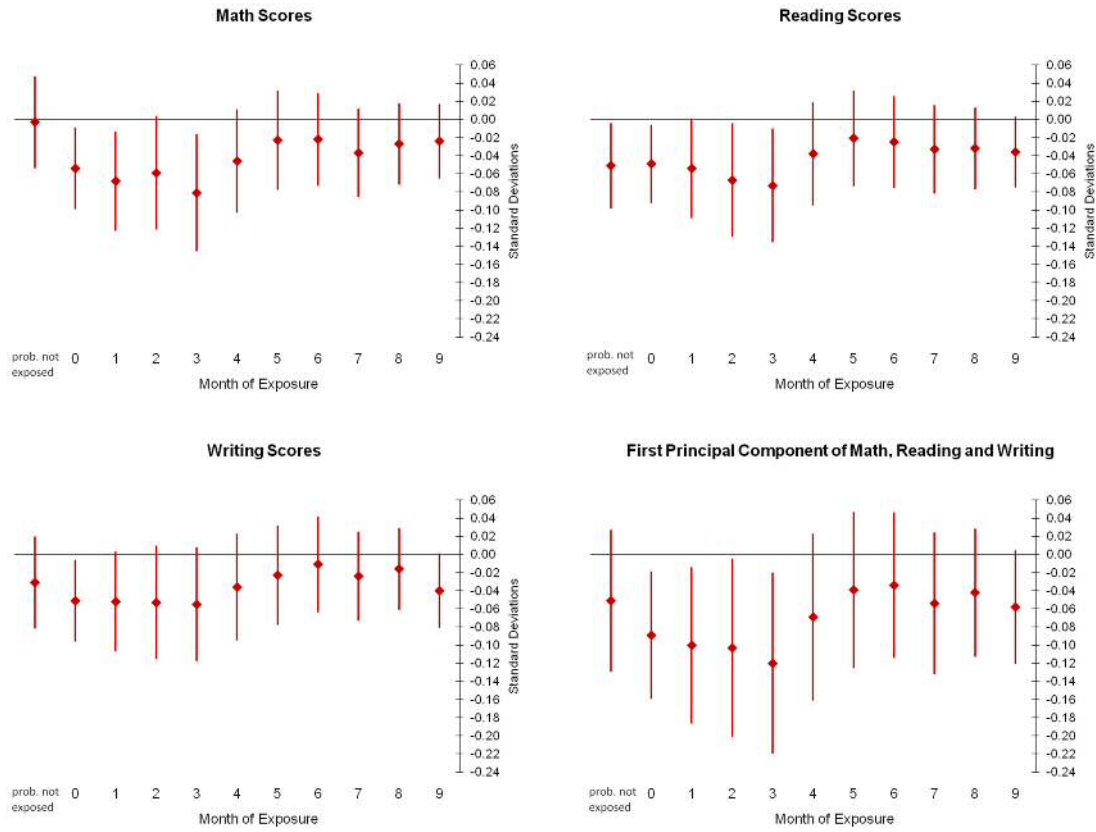 Math Scores
0.06
0.04
0.02
0.00
-0.02
-0.04
-0.06
-0.08
-0.10
-0.12
-0.14
-0.16
-0.18
-0.20
-0.22
-0.24
Standard Deviations
prob. not
exposed
0 1 2 3 4 5 6 7 8 9
Month of Exposure
Reading Scores
0.06
0.04
0.02
0.00
-0.02
-0.04
-0.06
-0.08
-0.10
-0.12
-0.14
-0.16
-0.18
-0.20
-0.22
-0.24
Standard Deviations
prob. not
exposed
0 1 2 3 4 5 6 7 8 9
Month of Exposure
Writing Scores
0.06
0.04
0.02
0.00
-0.02
-0.04
-0.06
-0.08
-0.10
-0.12
-0.14
-0.16
-0.18
-0.20
-0.22
-0.24
Standard Deviations
prob. not
exposed
0 1 2 3 4 5 6 7 8 9
Month of Exposure
First Principal Component of Math, Reading and Writing
0.06
0.04
0.02
0.00
-0.02
-0.04
-0.06
-0.08
-0.10
-0.12
-0.14
-0.16
-0.18
-0.20
-0.22
-0.24
Standard Deviations
prob. not
exposed
0 1 2 3 4 5 6 7 8 9
Month of Exposure